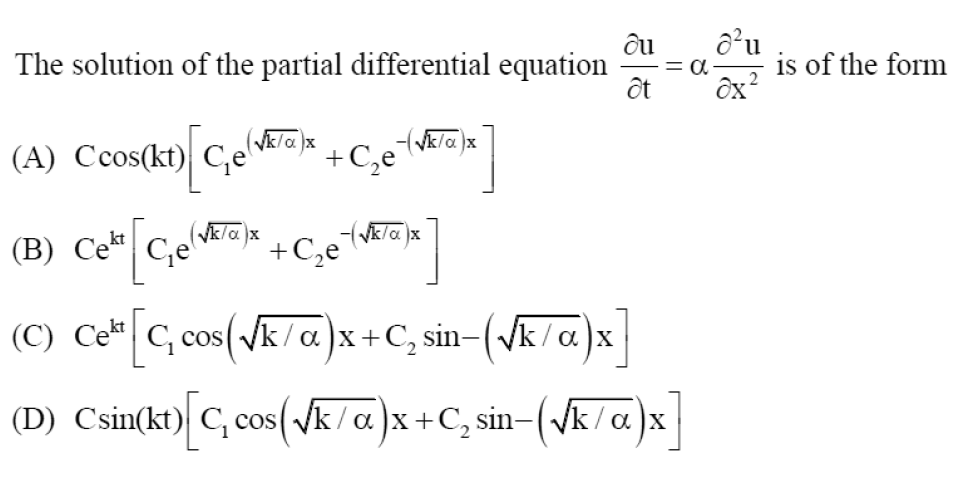 The solution of the partial differential equation ∂u/∂t = α ∂²u/∂x² is of the form
(A) C cos(kt)[C₁e^((√k/α)x) + C₂e^(-(√k/α)x)]
(B) Ce^kt[C₁e^((√k/α)x) + C₂e^(-(√k/α)x)]
(C) Ce^kt[C₁ cos(√k/α)x + C₂ sin-(√k/α)x]
(D) Csin(kt)[C₁ cos(√k/α)x + C₂ sin-(√k/α)x]